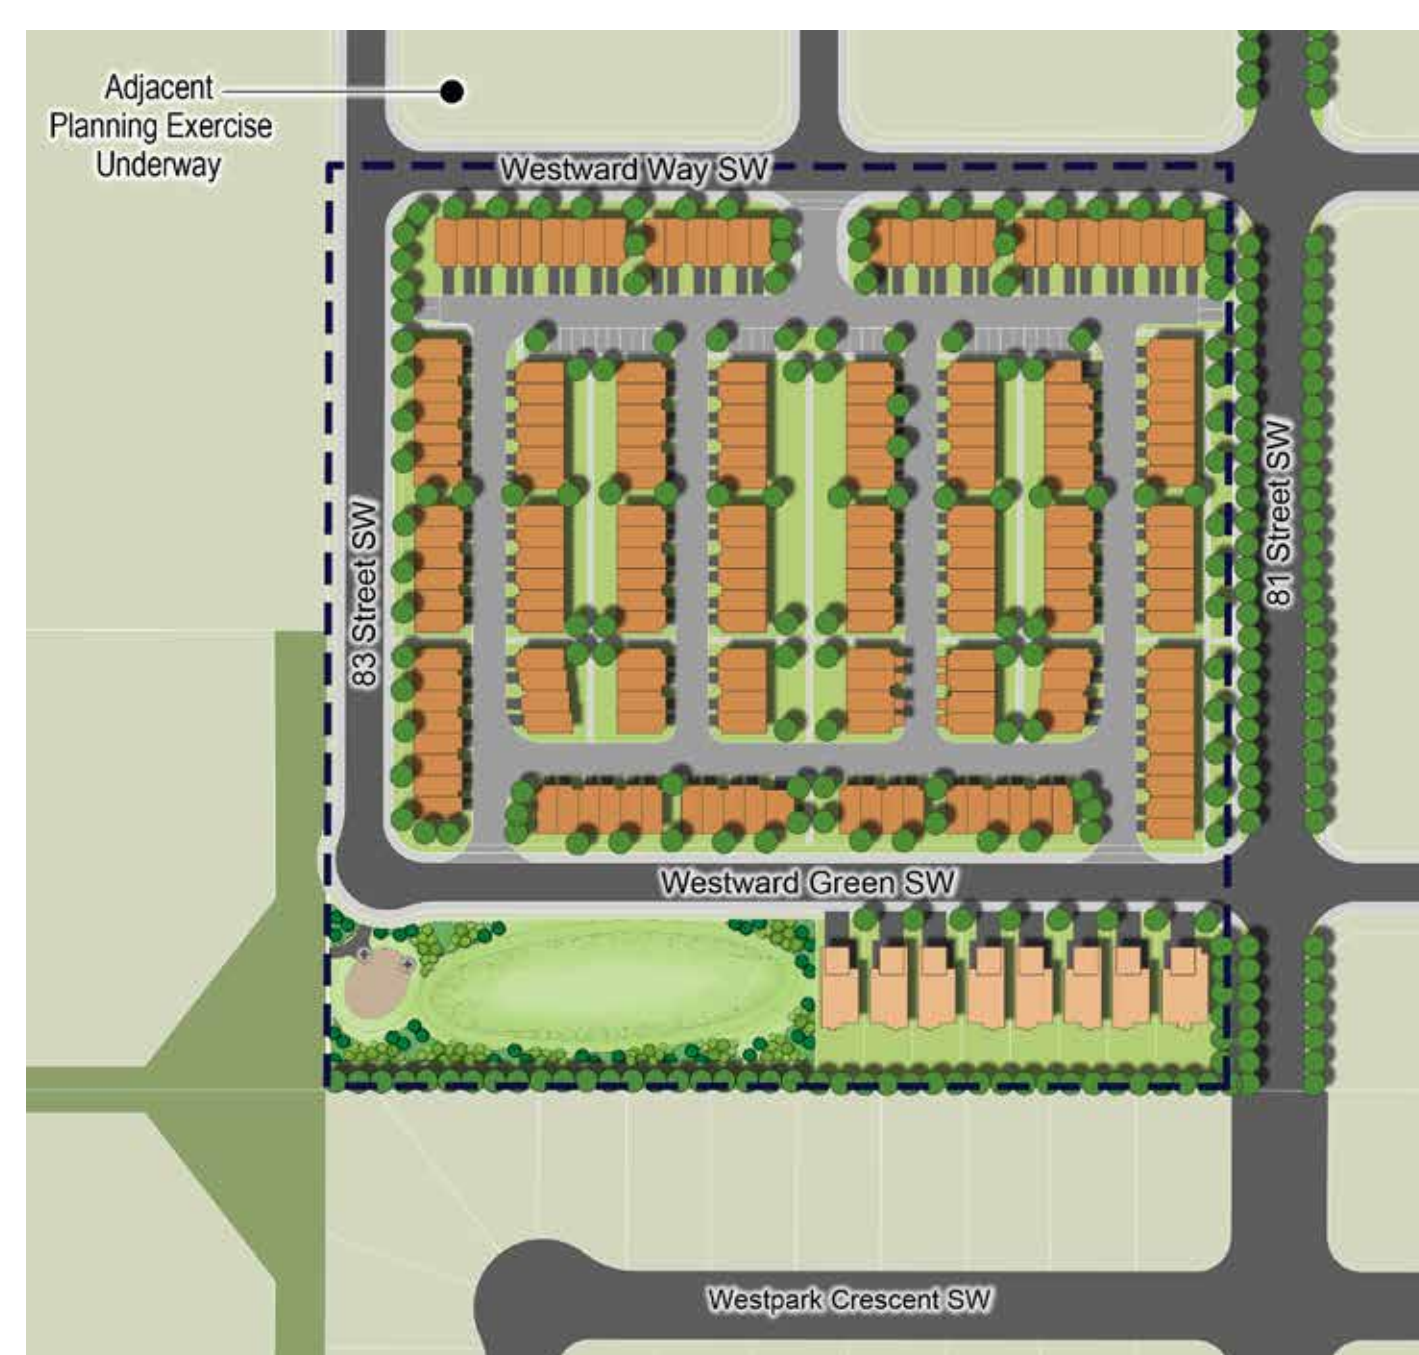 Adjacent
Planning Exercise
Underway
Westward Way SW
83 Street SW
81 Street SW
Westward Green SW
Westpark Crescent SW